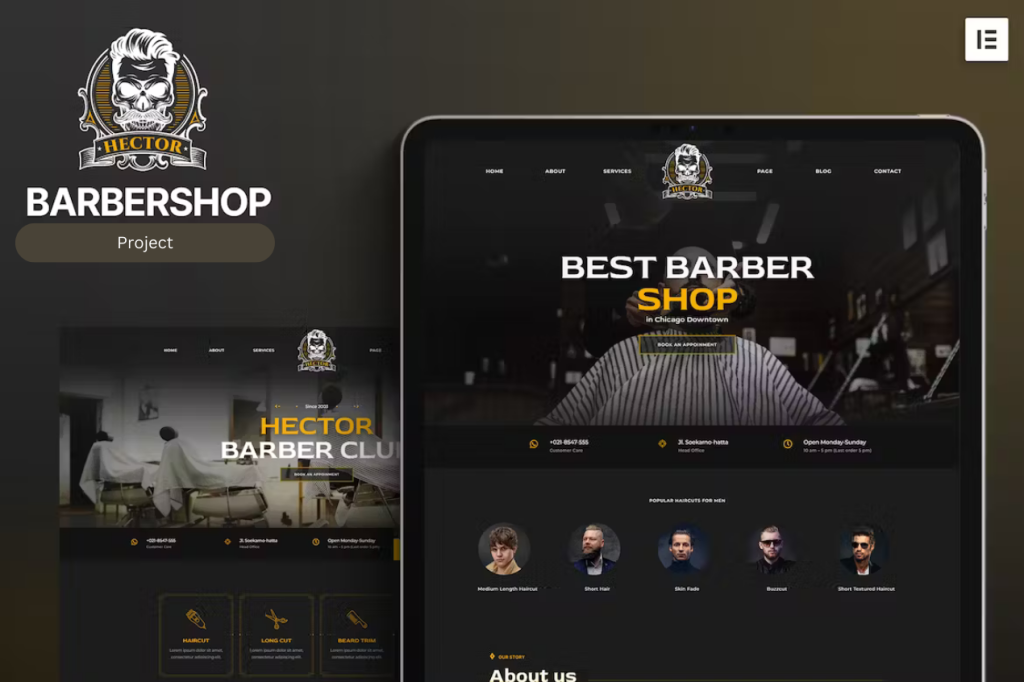 HECTOR
BARBERSHOP
Project
HOME ABOUT SERVICES HECTOR PAGE BLOG CONTACT
BEST BARBER
SHOP
in Chicago Downtown
BOOK AN APPOINMENT
+021-8547-555 Jl. Soekarno-hatta Open Monday-Sunday
Customer Care Head Office 10 am - 5 pm (Last order 5 pm)
POPULAR HAIRCUTS FOR MEN
Medium Length Haircut Short Hair Skin Fade Buzzcut Short Textured Haircut
OUR STORY
About us
HOME ABOUT SERVICES HECTOR PAGE
Since 2021
HECTOR
BARBER CLU
BOOK AN APPOINMENT
+021-8547-555 Jl. Soekarno-hatta Open Monday-Sunday
Customer Care Head Office
HAIRCUT LONG CUT BEARD TRIM
Lorem ipsum dolor sit amet, Lorem ipsum dolor sit amet, Lorem ipsum dolor sit amet,
consectetur adipiscing elit. consectetur adipiscing elit. consectetur adipiscing elit.